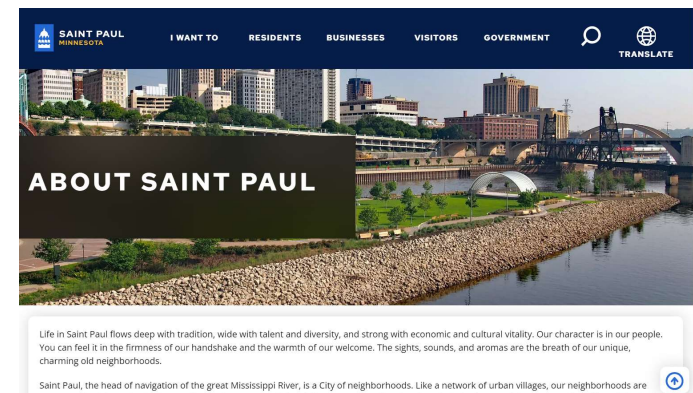 SAINT PAUL
MINNESOTA
I WANT TO
RESIDENTS
BUSINESSES
VISITORS
GOVERNMENT
TRANSLATE
ABOUT SAINT PAUL
Life in Saint Paul flows deep with tradition, wide with talent and diversity, and strong with economic and cultural vitality. Our character is in our people.
You can feel it in the firmness of our handshake and the warmth of our welcome. The sights, sounds, and aromas are the breath of our unique,
charming old neighborhoods.
Saint Paul, the head of navigation of the great Mississippi River, is a City of neighborhoods. Like a network of urban villages, our neighborhoods are